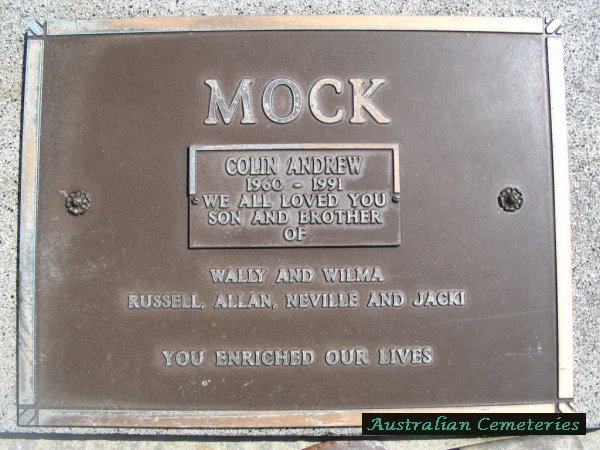 MOCK
COLIN ANDREW
1960 - 1991
WE ALL LOVED YOU
SON AND BROTHER
OF
WALLY AND WILMA
RUSSELL, ALLAN, NEVILLE AND JACKI
YOU ENRICHED OUR LIVES
Australian Cemeteries